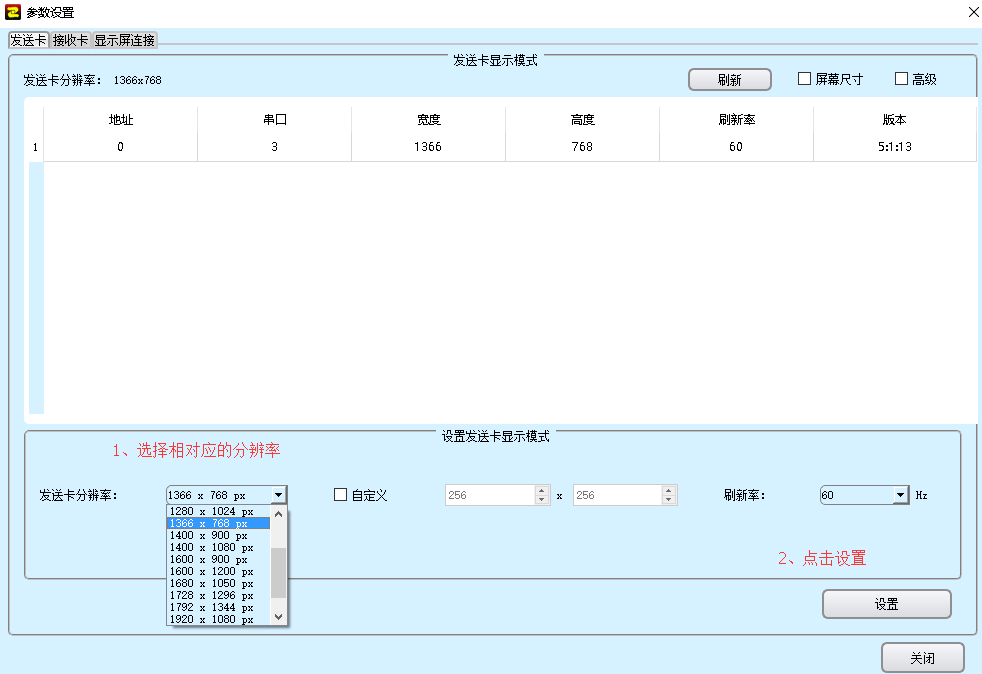 参数设置
发送卡 接收卡 显示屏连接
发送卡显示模式
发送卡分辨率: 1366x768 刷新 屏幕尺寸 高级
地址 串口 宽度 高度 刷新率 版本
1 0 3 1366 768 60 5:1:13
设置发送卡显示模式
1、选择相对应的分辨率
发送卡分辨率: 1366 x 768 px 自定义 256 x 256 刷新率: 60 Hz
1280 x 1024 px
1366 x 768 px
1400 x 900 px
1400 x 1080 px
1600 x 900 px
1600 x 1200 px
1680 x 1050 px
1728 x 1296 px
1792 x 1344 px
1920 x 1080 px
2、点击设置
设置
关闭